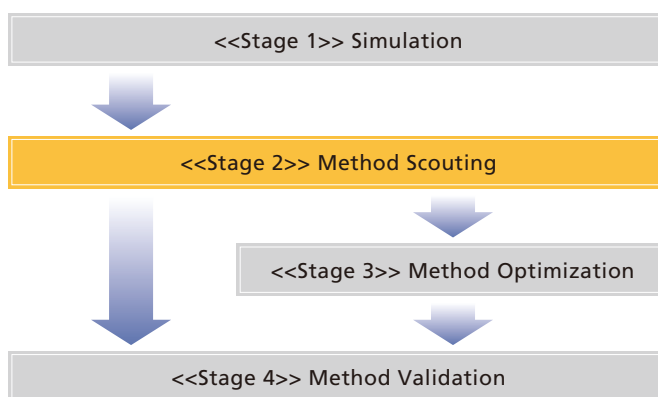 <<Stage 1>> Simulation
<<Stage 2>> Method Scouting
<<Stage 3>> Method Optimization
<<Stage 4>> Method Validation